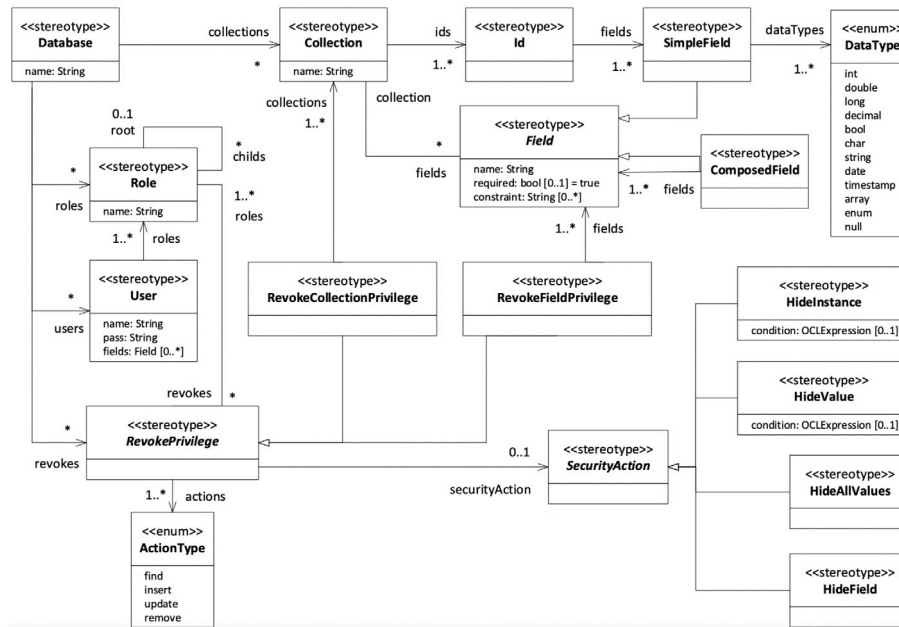 <<stereotype>>
Database
name: String
collections
*
<<stereotype>>
Collection
name: String
ids
1..*
<<stereotype>>
Id
fields
1..*
<<stereotype>>
SimpleField
dataTypes
1..*
<<enum>>
DataType
int
double
long
decimal
bool
char
string
date
timestamp
array
enum
null
collections
1..*
collection
*
fields
<<stereotype>>
Field
name: String
required: bool [0..1] = true
constraint: String [0..*]
1..*
fields
<<stereotype>>
ComposedField
0..1
root
*
childs
*
roles
<<stereotype>>
Role
name: String
1..*
roles
1..*
roles
*
users
<<stereotype>>
User
name: String
pass: String
fields: Field [0..*]
<<stereotype>>
RevokeCollectionPrivilege
1..*
fields
<<stereotype>>
RevokeFieldPrivilege
<<stereotype>>
HideInstance
condition: OCLExpression [0..1]
<<stereotype>>
HideValue
condition: OCLExpression [0..1]
revokes
*
*
revokes
<<stereotype>>
RevokePrivilege
0..1
securityAction
<<stereotype>>
SecurityAction
<<stereotype>>
HideAllValues
1..*
actions
<<enum>>
ActionType
find
insert
update
remove
<<stereotype>>
HideField